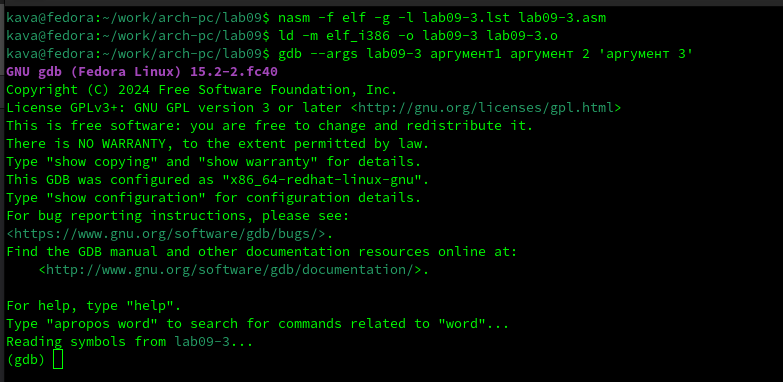 kava@fedora:~/work/arch-pc/lab09$ nasm -f elf -g -l lab09-3.lst lab09-3.asm
kava@fedora:~/work/arch-pc/lab09$ ld -m elf_i386 -o lab09-3 lab09-3.o
kava@fedora:~/work/arch-pc/lab09$ gdb --args lab09-3 аргумент1 аргумент 2 'аргумент 3'
GNU gdb (Fedora Linux) 15.2-2.fc40
Copyright (C) 2024 Free Software Foundation, Inc.
License GPLv3+: GNU GPL version 3 or later <http://gnu.org/licenses/gpl.html>
This is free software: you are free to change and redistribute it.
There is NO WARRANTY, to the extent permitted by law.
Type "show copying" and "show warranty" for details.
This GDB was configured as "x86_64-redhat-linux-gnu".
Type "show configuration" for configuration details.
For bug reporting instructions, please see:
<https://www.gnu.org/software/gdb/bugs/>.
Find the GDB manual and other documentation resources online at:
    <http://www.gnu.org/software/gdb/documentation/>.
For help, type "help".
Type "apropos word" to search for commands related to "word"...
Reading symbols from lab09-3...
(gdb)